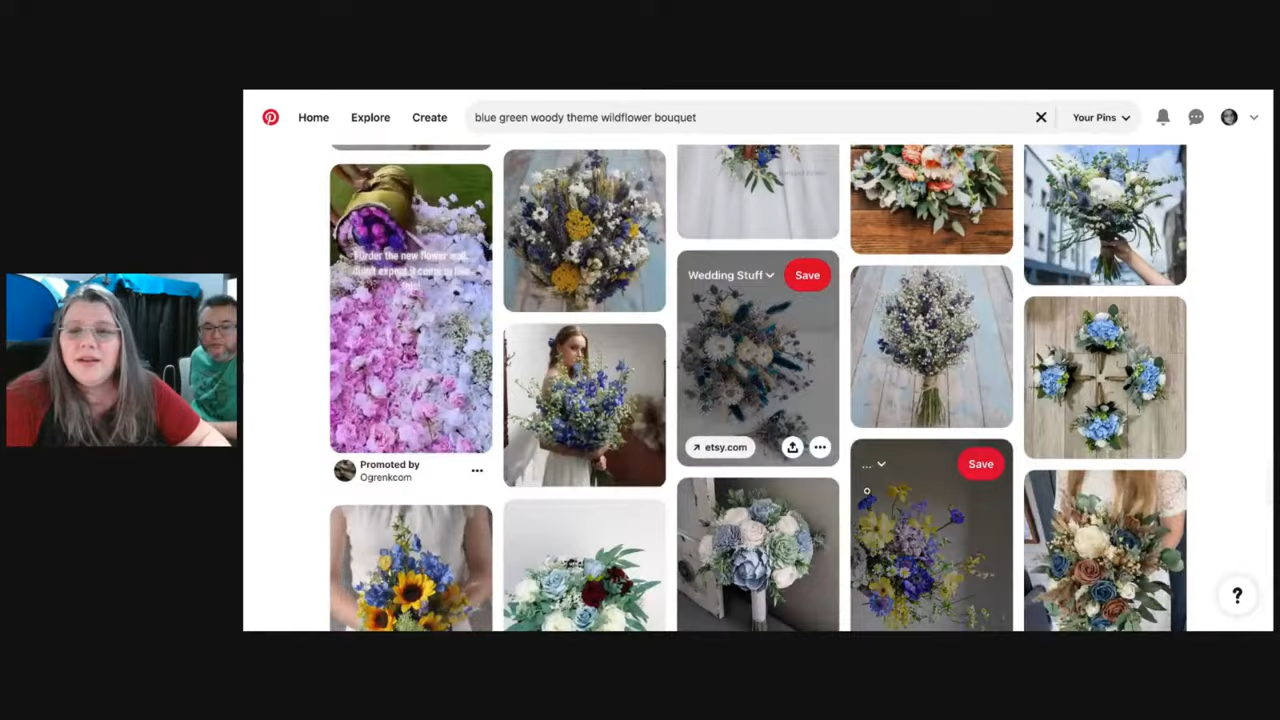 Home
Explore
Create
blue green woody theme wildflower bouquet
Your Pins
Wedding Stuff
Save
etsy.com
... 
Save
Promoted by
Ogrenkcom
?